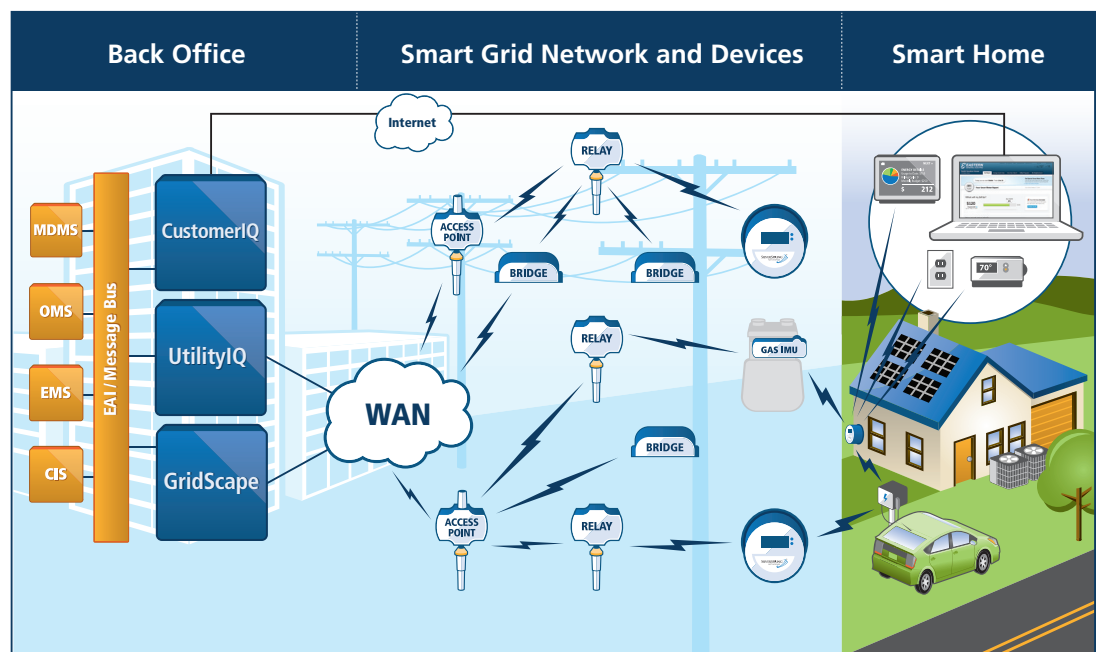 Back Office
Smart Grid Network and Devices
Smart Home
Internet
MDMS
OMS
EMS
CIS
EAI / Message Bus
CustomerIQ
UtilityIQ
GridScape
WAN
RELAY
ACCESS
POINT
BRIDGE
BRIDGE
RELAY
GAS IMU
BRIDGE
ACCESS
POINT
RELAY
$ 212
70°